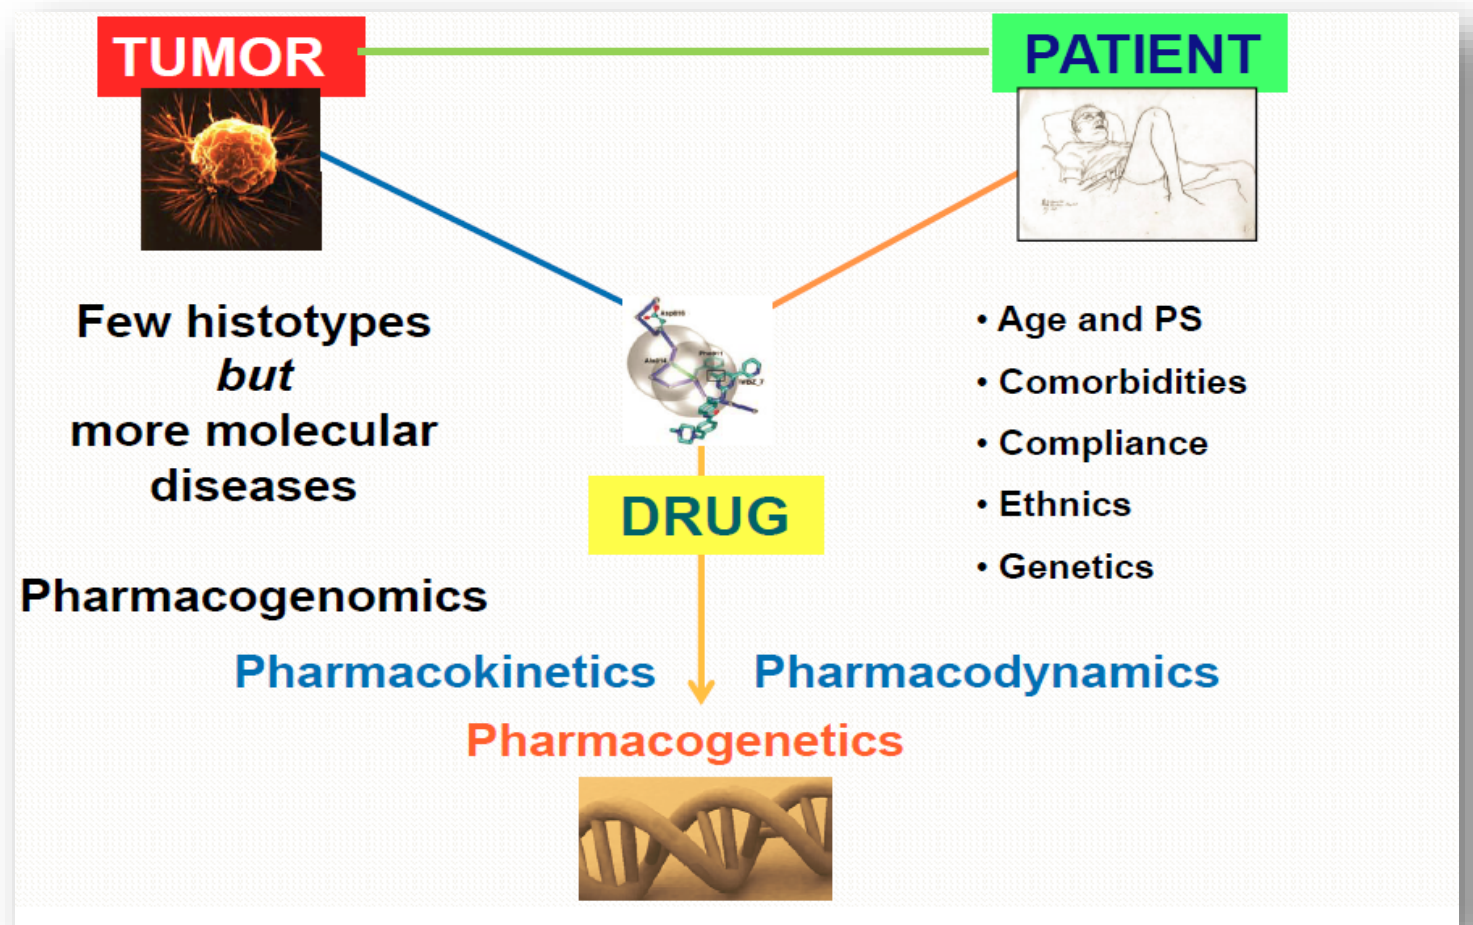 TUMOR
PATIENT
Few histotypes
but
more molecular
diseases
• Age and PS
• Comorbidities
• Compliance
• Ethnics
• Genetics
DRUG
Pharmacogenomics
Pharmacokinetics
Pharmacodynamics
Pharmacogenetics